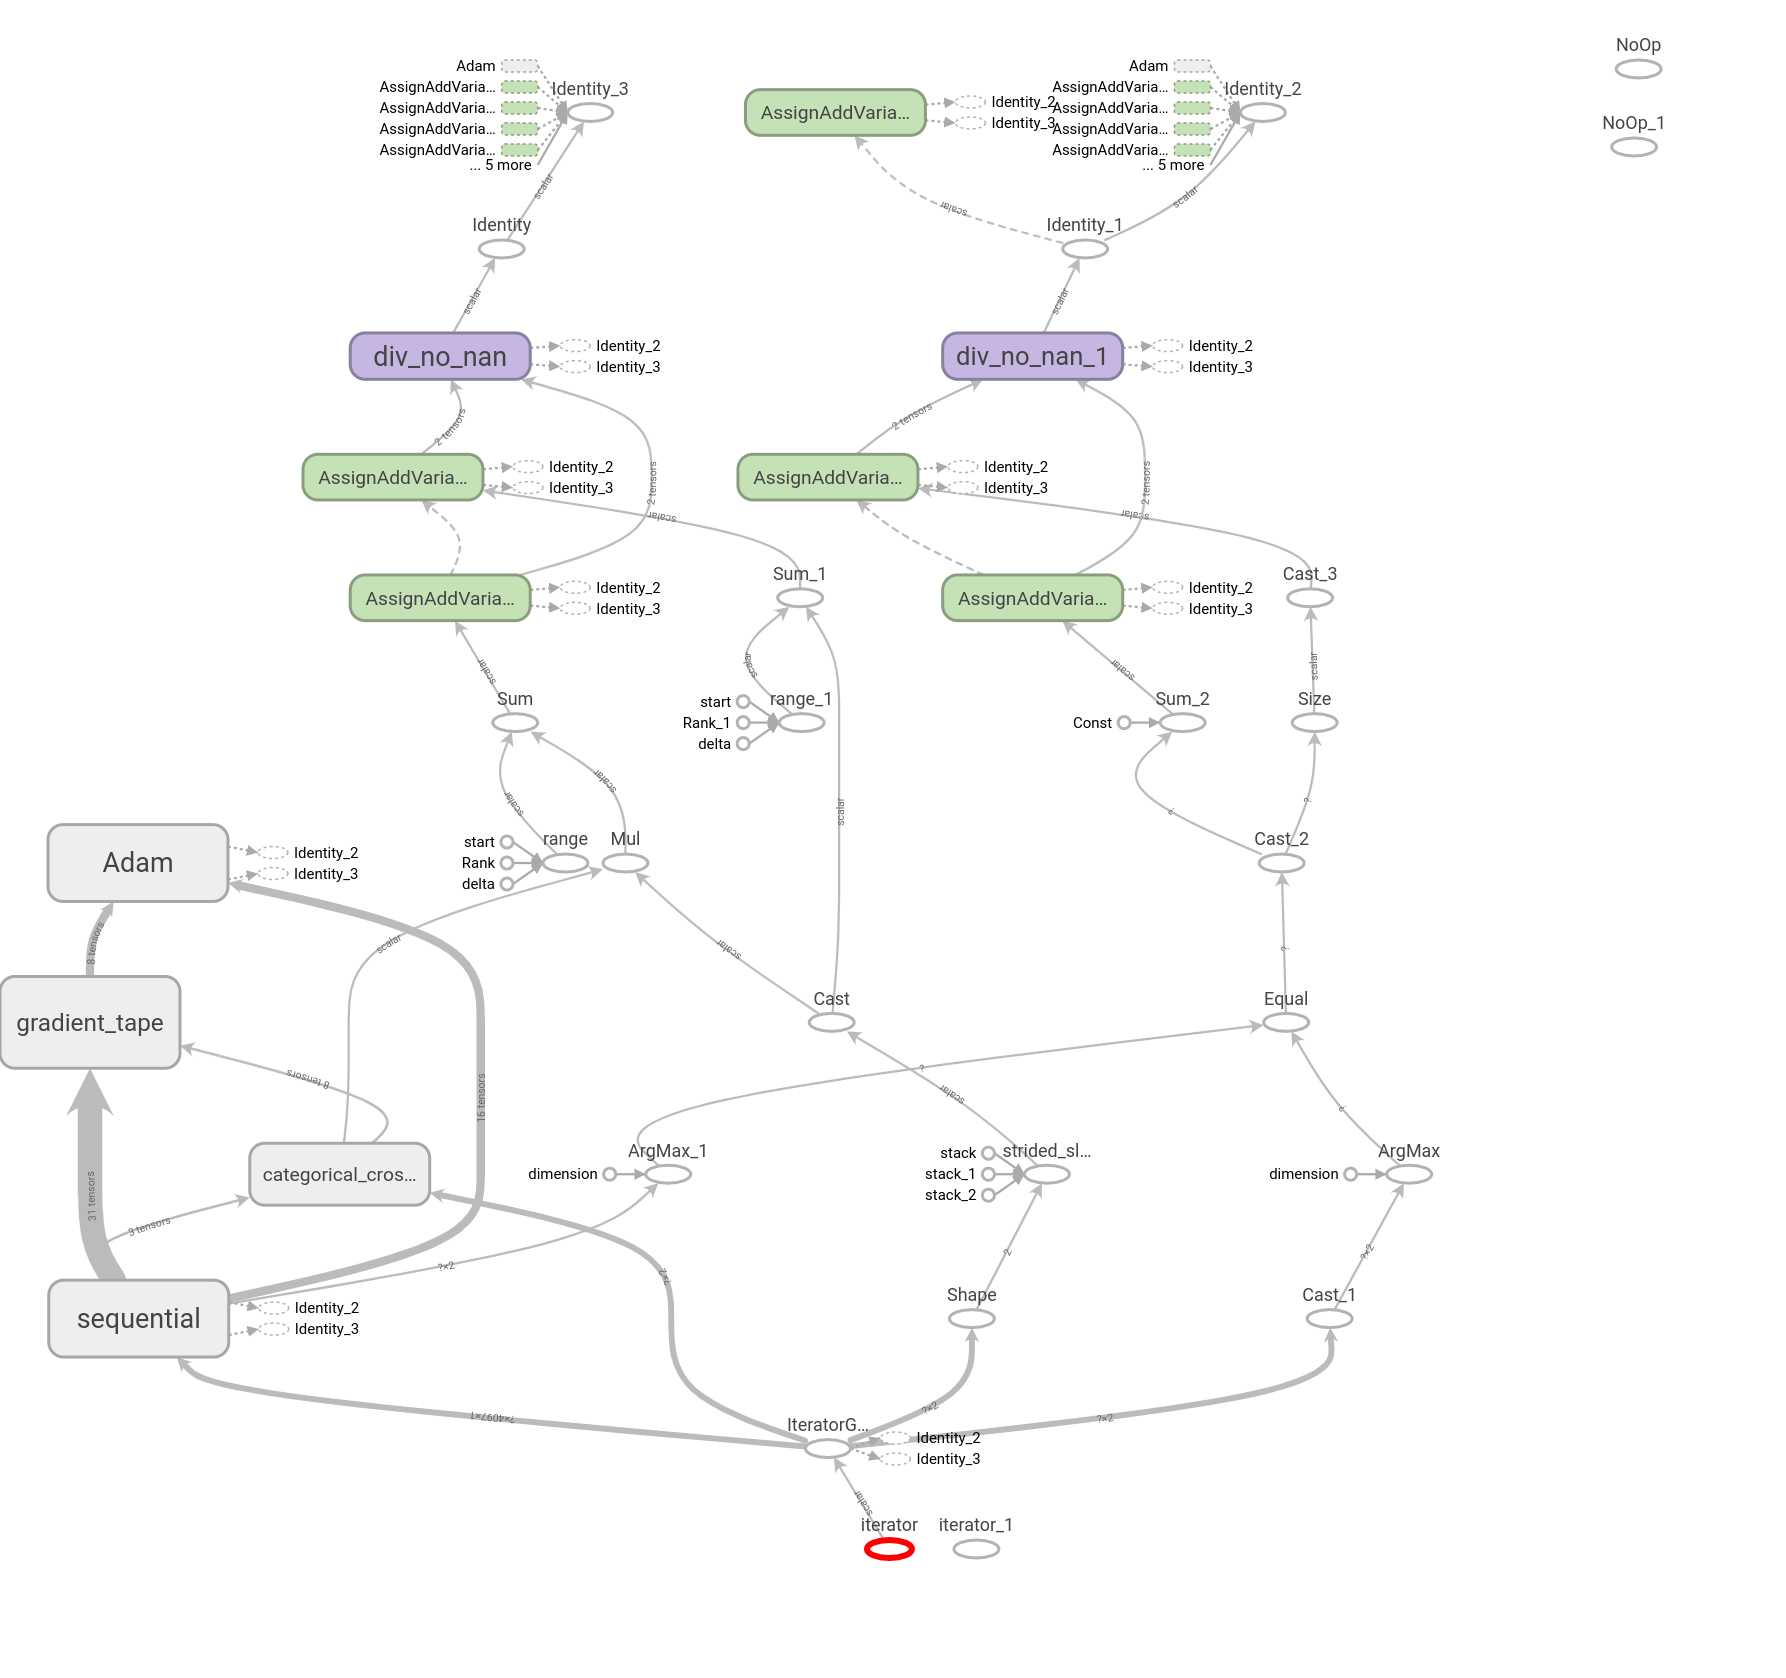 NoOp
Adam
AssignAddVaria...
AssignAddVaria...
AssignAddVaria...
AssignAddVaria...
... 5 more
Identity_3
AssignAddVaria...
Identity_2
Identity_3
Adam
AssignAddVaria...
AssignAddVaria...
AssignAddVaria...
AssignAddVaria...
... 5 more
Identity_2
NoOp_1
scalar
scalar
scalar
Identity
Identity_1
scalar
scalar
div_no_nan
Identity_2
Identity_3
div_no_nan_1
Identity_2
Identity_3
2 tensors
2 tensors
AssignAddVaria...
Identity_2
Identity_3
2 tensors
scalar
AssignAddVaria...
Identity_2
Identity_3
2 tensors
scalar
AssignAddVaria...
Identity_2
Identity_3
Sum_1
AssignAddVaria...
Identity_2
Identity_3
Cast_3
scalar
scalar
scalar
scalar
Sum
start
Rank_1
delta
range_1
Const
Sum_2
Size
scalar
scalar
scalar
?
?
Adam
Identity_2
Identity_3
start
Rank
delta
range
Mul
Cast_2
8 tensors
scalar
scalar
?
gradient_tape
Cast
Equal
8 tensors
16 tensors
?
scalar
?
categorical_cros...
dimension
ArgMax_1
stack
stack_1
stack_2
strided_sl...
dimension
ArgMax
31 tensors
3 tensors
?×2
?×2
2
?×2
sequential
Identity_2
Identity_3
Shape
Cast_1
?×4097×1
?×2
?×2
IteratorG...
Identity_2
Identity_3
scalar
iterator
iterator_1